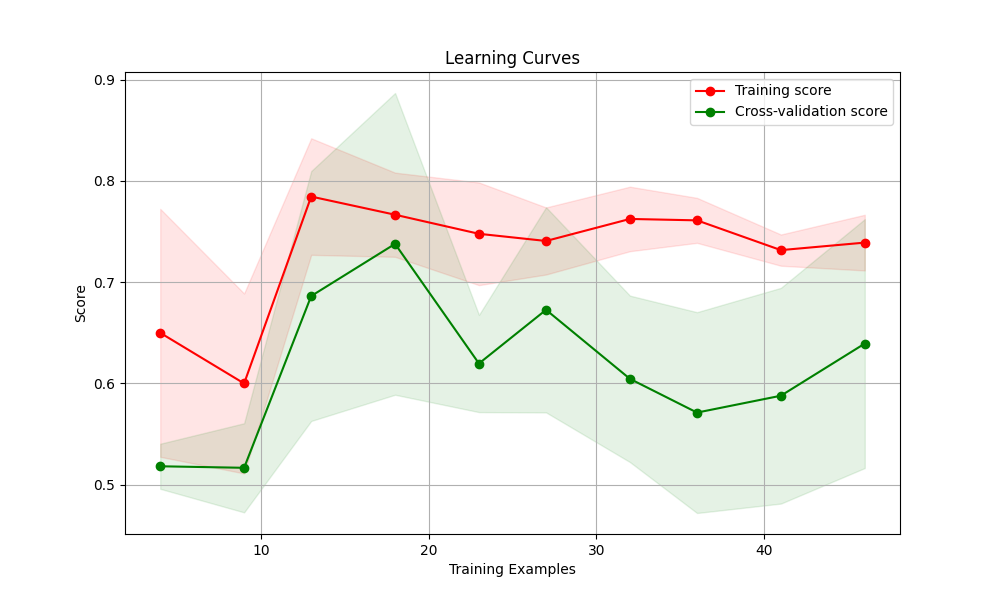 Learning Curves
Training score
Cross-validation score
0.9
0.8
0.7
0.6
0.5
Score
10 20 30 40
Training Examples